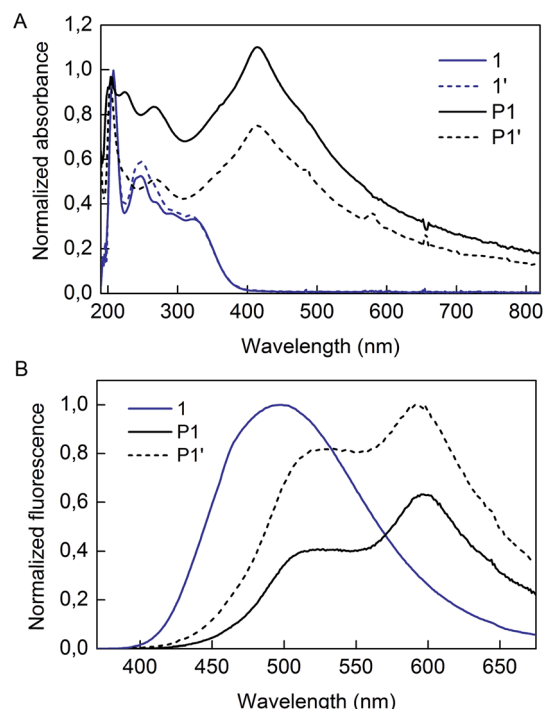 A
Normalized absorbance
1,2
1,0
0,8
0,6
0,4
0,2
0,0
1
1'
P1
P1'
200 300 400 500 600 700 800
Wavelength (nm)
B
Normalized fluorescence
1,0
0,8
0,6
0,4
0,2
0,0
1
P1
P1'
400 450 500 550 600 650
Wavelength (nm)